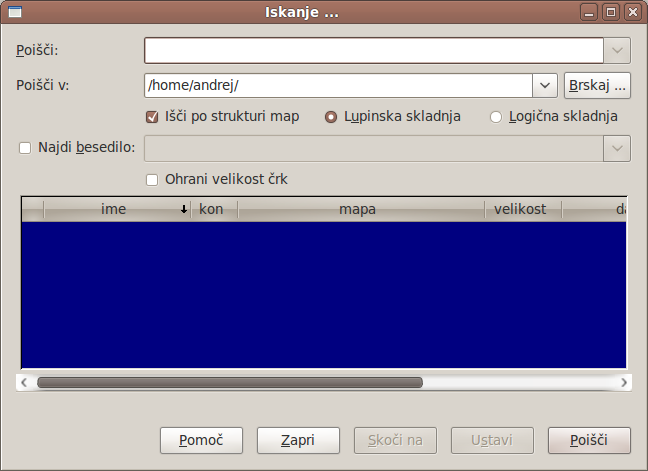 Iskanje ...
Poišči:
Poišči v: /home/andrej/ Brskaj ...
Išči po strukturi map Lupinska skladnja Logična skladnja
Najdi besedilo:
Ohrani velikost črk
ime kon mapa velikost da
Pomoč Zapri Skoči na Ustavi Poišči